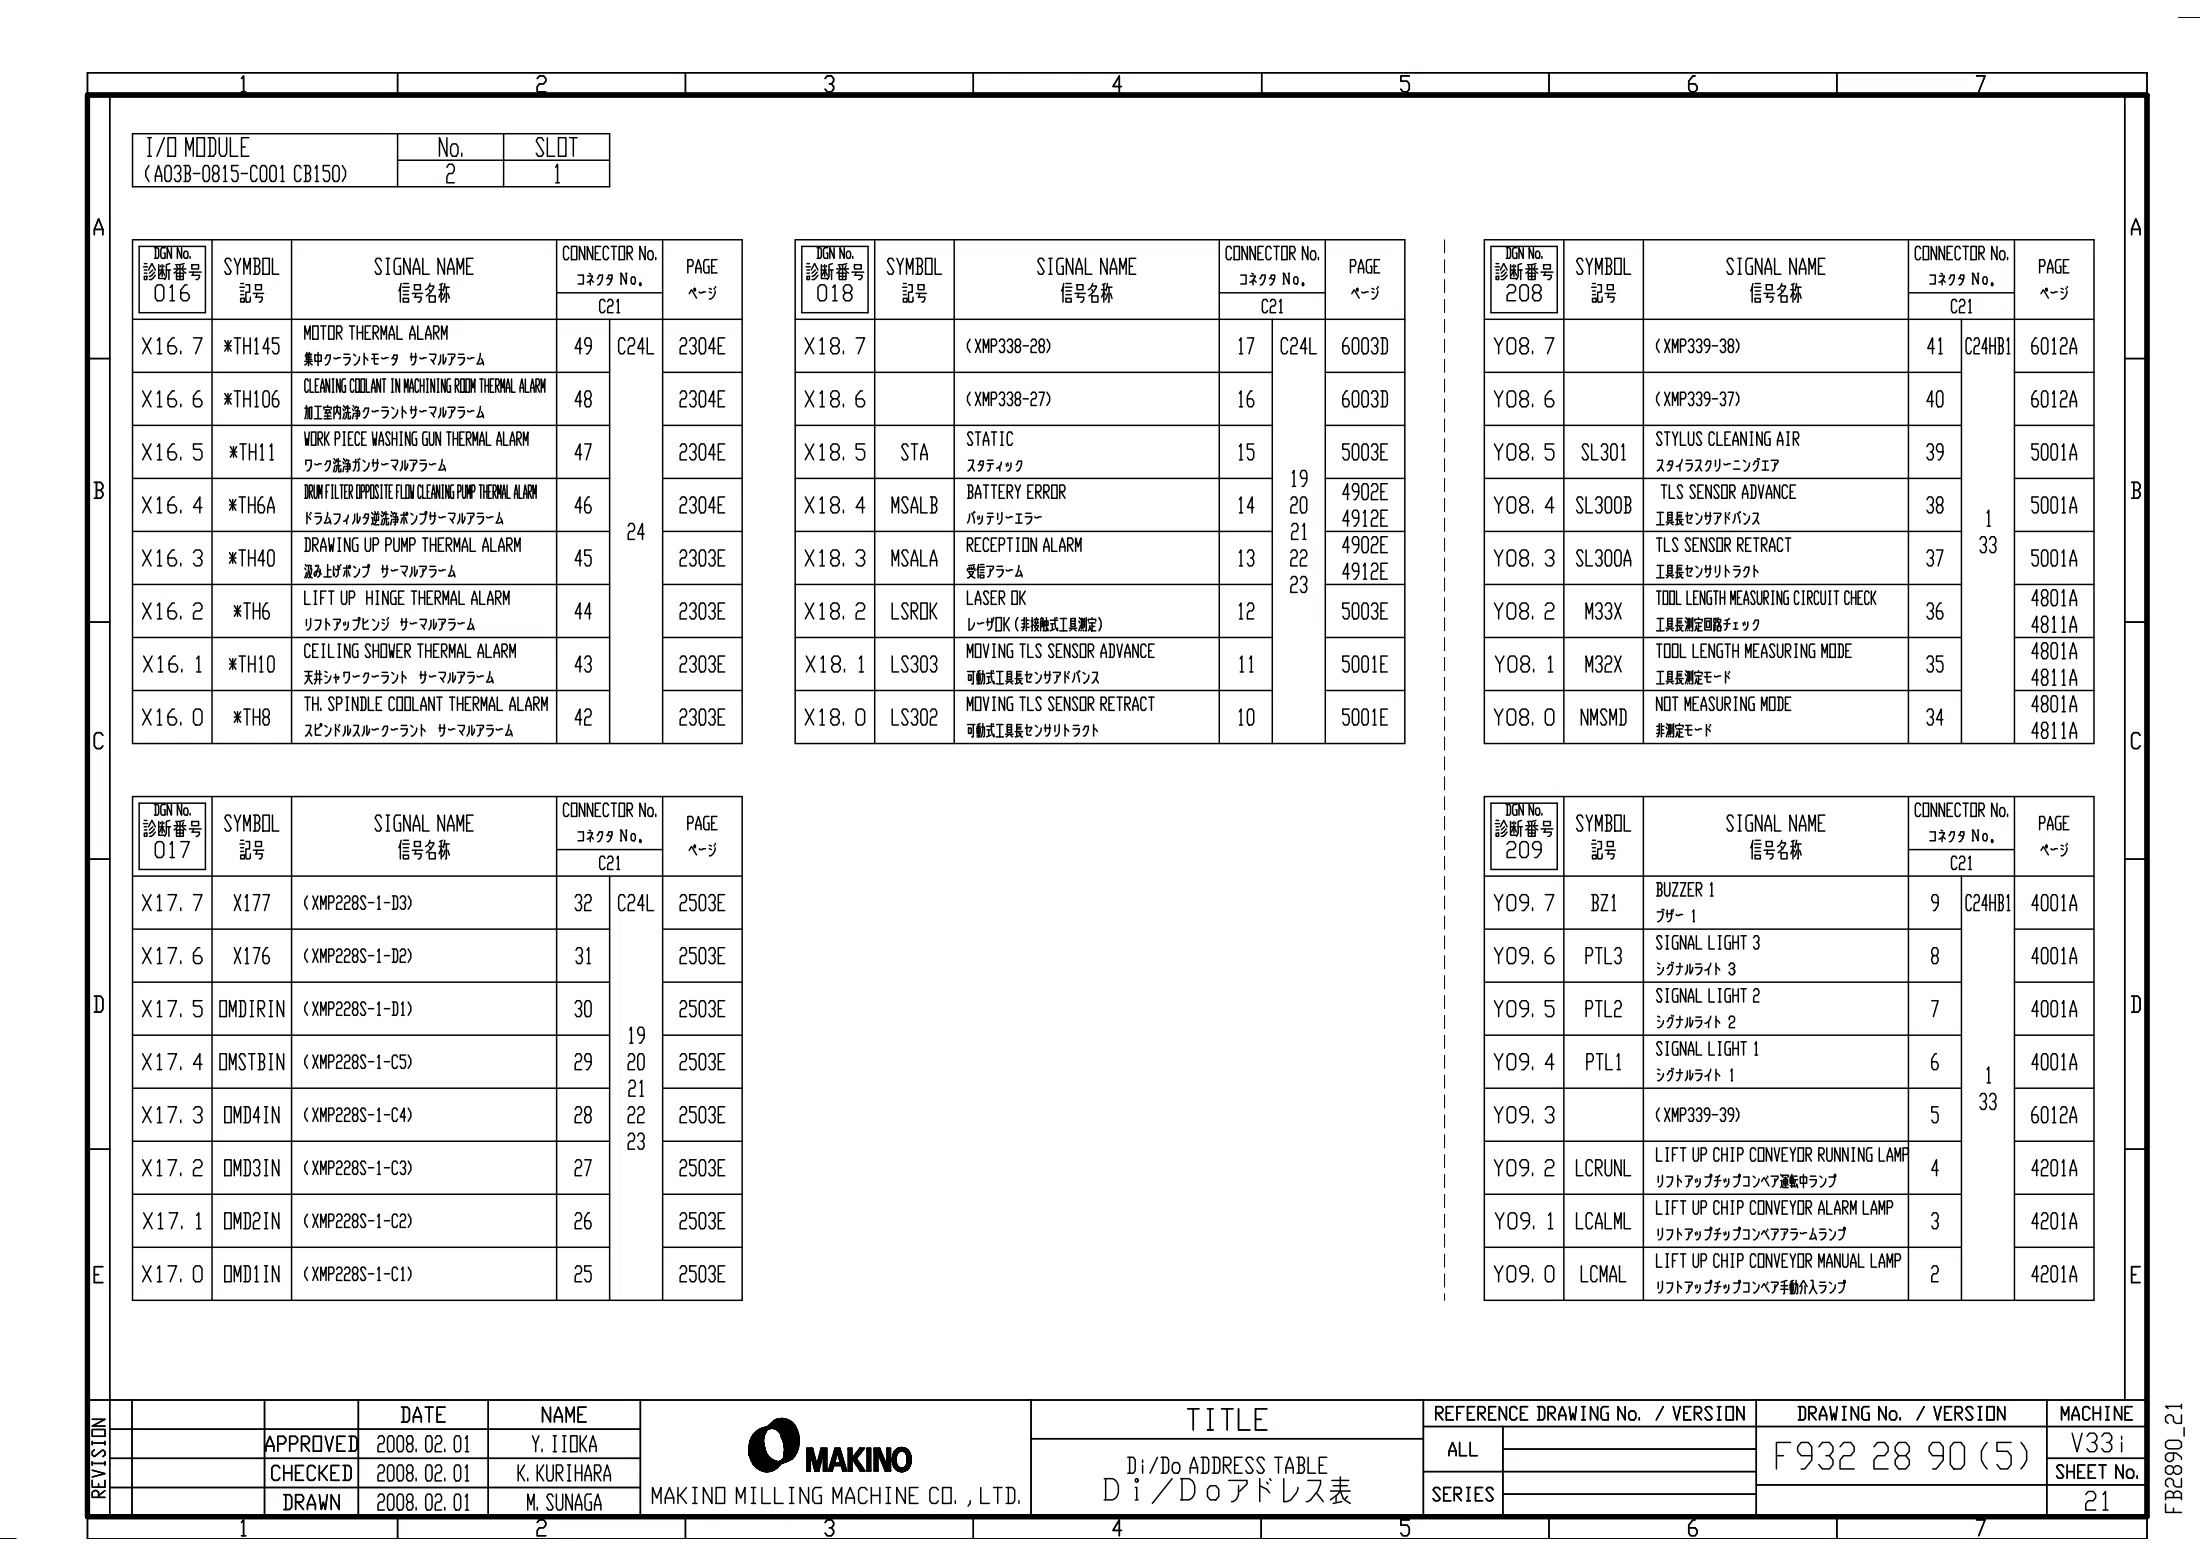 1 2 3 4 5 6 7
I/O MODULE No. SLOT
(A03B-0815-C001 CB150) 2 1
A A
B B
C C
D D
E E
DGN No. 診断番号 016 SYMBOL 記号 SIGNAL NAME 信号名称 CONNECTOR No. コネクタ No. C21 PAGE ページ
X16.7 *TH145 MOTOR THERMAL ALARM 49 C24L 2304E
集中クーラントモータ サーマルアラーム
X16.6 *TH106 CLEANING COOLANT IN MACHINING ROOM THERMAL ALARM 48 2304E
加工室内洗浄クーラントサーマルアラーム
X16.5 *TH11 WORK PIECE WASHING GUN THERMAL ALARM 47 2304E
ワーク洗浄ガンサーマルアラーム
X16.4 *TH6A DRUM FILTER OPPOSITE FLOW CLEANING PUMP THERMAL ALARM 46 2304E
ドラムフィルタ逆洗浄ポンプサーマルアラーム
24
X16.3 *TH40 DRAWING UP PUMP THERMAL ALARM 45 2303E
汲み上げポンプ サーマルアラーム
X16.2 *TH6 LIFT UP HINGE THERMAL ALARM 44 2303E
リフトアップヒンジ サーマルアラーム
X16.1 *TH10 CEILING SHOWER THERMAL ALARM 43 2303E
天井シャワークーラント サーマルアラーム
X16.0 *TH8 TH. SPINDLE COOLANT THERMAL ALARM 42 2303E
スピンドルスルークーラント サーマルアラーム
DGN No. 診断番号 018 SYMBOL 記号 SIGNAL NAME 信号名称 CONNECTOR No. コネクタ No. C21 PAGE ページ
X18.7 (XMP338-28) 17 C24L 6003D
X18.6 (XMP338-27) 16 6003D
X18.5 STA STATIC 15 5003E
スタティック
19
20
21
22
23
X18.4 MSALB BATTERY ERROR 14 4902E
バッテリーエラー 4912E
X18.3 MSALA RECEPTION ALARM 13 4902E
受信アラーム 4912E
X18.2 LSROK LASER OK 12 5003E
レーザOK(非接触式工具測定)
X18.1 LS303 MOVING TLS SENSOR ADVANCE 11 5001E
可動式工具長センサアドバンス
X18.0 LS302 MOVING TLS SENSOR RETRACT 10 5001E
可動式工具長センサリトラクト
DGN No. 診断番号 208 SYMBOL 記号 SIGNAL NAME 信号名称 CONNECTOR No. コネクタ No. C21 PAGE ページ
Y08.7 (XMP339-38) 41 C24HB1 6012A
Y08.6 (XMP339-37) 40 6012A
Y08.5 SL301 STYLUS CLEANING AIR 39 5001A
スタイラスクリーニングエア
Y08.4 SL300B TLS SENSOR ADVANCE 38 5001A
工具長センサアドバンス
1
33
Y08.3 SL300A TLS SENSOR RETRACT 37 5001A
工具長センサリトラクト
Y08.2 M33X TOOL LENGTH MEASURING CIRCUIT CHECK 36 4801A
工具長測定回路チェック 4811A
Y08.1 M32X TOOL LENGTH MEASURING MODE 35 4801A
工具長測定モード 4811A
Y08.0 NMSMD NOT MEASURING MODE 34 4801A
非測定モード 4811A
DGN No. 診断番号 017 SYMBOL 記号 SIGNAL NAME 信号名称 CONNECTOR No. コネクタ No. C21 PAGE ページ
X17.7 X177 (XMP228S-1-D3) 32 C24L 2503E
X17.6 X176 (XMP228S-1-D2) 31 2503E
X17.5 OMDIRIN (XMP228S-1-D1) 30 2503E
19
20
21
22
23
X17.4 OMSTBIN (XMP228S-1-C5) 29 2503E
X17.3 OMD4IN (XMP228S-1-C4) 28 2503E
X17.2 OMD3IN (XMP228S-1-C3) 27 2503E
X17.1 OMD2IN (XMP228S-1-C2) 26 2503E
X17.0 OMD1IN (XMP228S-1-C1) 25 2503E
DGN No. 診断番号 209 SYMBOL 記号 SIGNAL NAME 信号名称 CONNECTOR No. コネクタ No. C21 PAGE ページ
Y09.7 BZ1 BUZZER 1 9 C24HB1 4001A
ブザー 1
Y09.6 PTL3 SIGNAL LIGHT 3 8 4001A
シグナルライト 3
Y09.5 PTL2 SIGNAL LIGHT 2 7 4001A
シグナルライト 2
Y09.4 PTL1 SIGNAL LIGHT 1 6 4001A
シグナルライト 1
1
33
Y09.3 (XMP339-39) 5 6012A
Y09.2 LCRUNL LIFT UP CHIP CONVEYOR RUNNING LAMP 4 4201A
リフトアップチップコンベア運転中ランプ
Y09.1 LCALML LIFT UP CHIP CONVEYOR ALARM LAMP 3 4201A
リフトアップチップコンベアアラームランプ
Y09.0 LCMAL LIFT UP CHIP CONVEYOR MANUAL LAMP 2 4201A
リフトアップチップコンベア手動介入ランプ
REVISION
DATE NAME
APPROVED 2008.02.01 Y. IIOKA
CHECKED 2008.02.01 K. KURIHARA
DRAWN 2008.02.01 M. SUNAGA
MAKINO
MAKINO MILLING MACHINE CO.,LTD.
TITLE
Di/Do ADDRESS TABLE
Di/Doアドレス表
REFERENCE DRAWING No. / VERSION
ALL
SERIES
DRAWING No. / VERSION
F932 28 90(5)
MACHINE
V33i
SHEET No.
21
FB2890_21
1 2 3 4 5 6 7